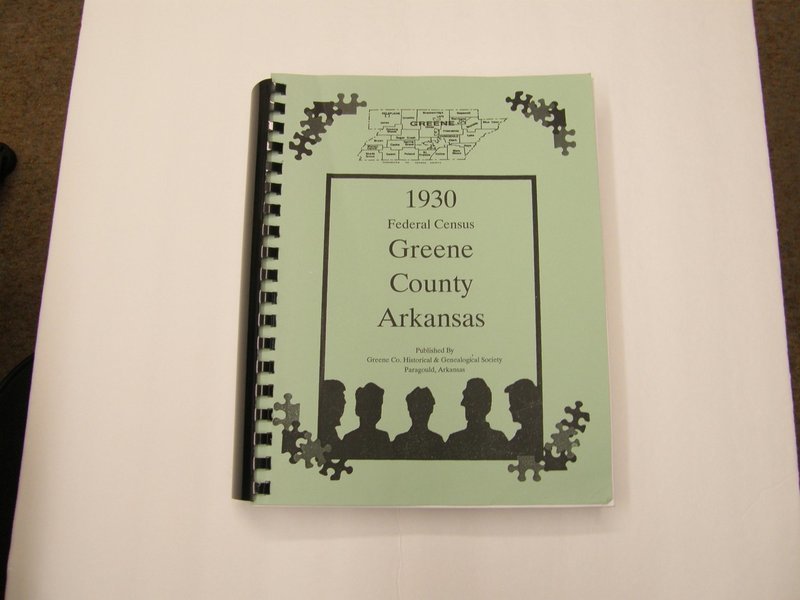 GREENE
1930
Federal Census
Greene
County
Arkansas
Published By
Greene Co. Historical & Genealogical Society
Paragould, Arkansas